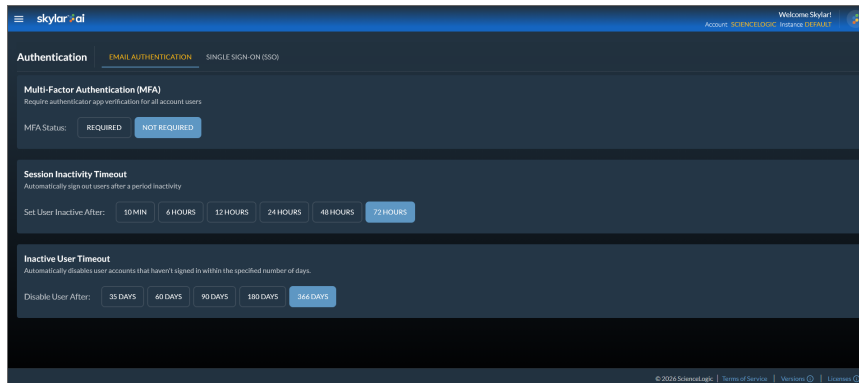 skylar ai
Welcome Skylar!
Account SCIENCELOGIC Instance DEFAULT
Authentication
EMAIL AUTHENTICATION
SINGLE SIGN-ON (SSO)
Multi-Factor Authentication (MFA)
Require authenticator app verification for all account users
MFA Status: REQUIRED NOT REQUIRED
Session Inactivity Timeout
Automatically sign out users after a period inactivity
Set User Inactive After: 10 MIN 6 HOURS 12 HOURS 24 HOURS 48 HOURS 72 HOURS
Inactive User Timeout
Automatically disables user accounts that haven't signed in within the specified number of days.
Disable User After: 35 DAYS 60 DAYS 90 DAYS 180 DAYS 366 DAYS
© 2026 ScienceLogic | Terms of Service | Versions | Licenses